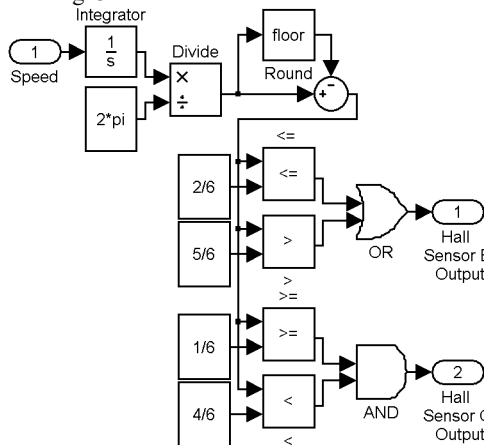 Integrator
1
1
s
Speed
2*pi
Divide
×
÷
floor
Round
+
-
<=
2/6
<=
5/6
>
OR
>
1
Hall
Sensor
Output
>=
1/6
>=
4/6
<
AND
<
2
Hall
Sensor
Output